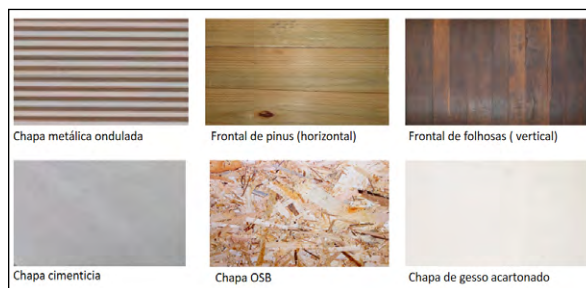 Chapa metálica ondulada
Frontal de pinus (horizontal)
Frontal de folhosas ( vertical)
Chapa cimenticia
Chapa OSB
Chapa de gesso acartonado